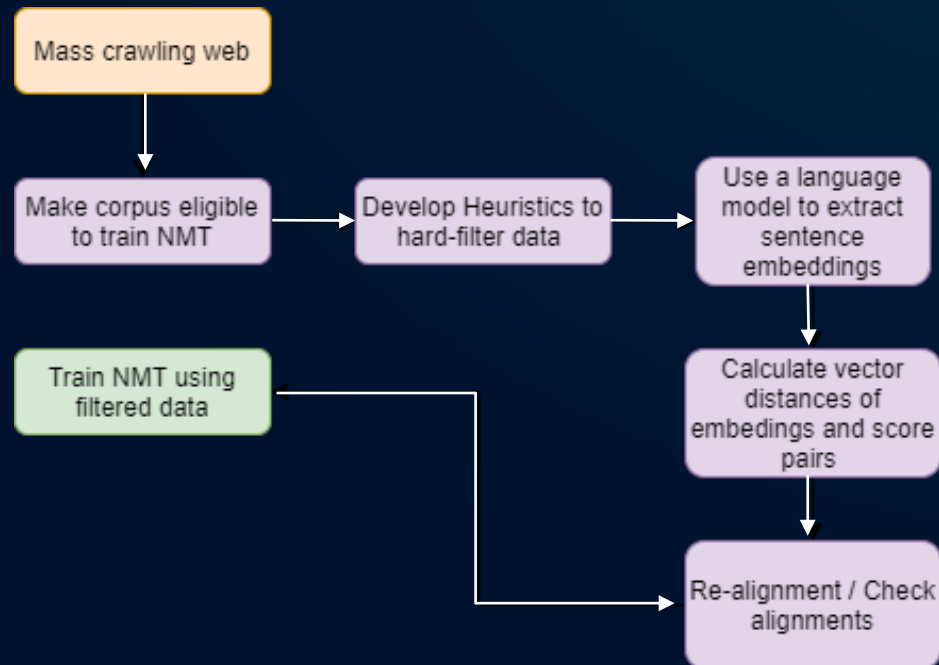 Mass crawling web
Make corpus eligible
to train NMT
Develop Heuristics to
hard-filter data
Use a language
model to extract
sentence
embeddings
Calculate vector
distances of
embedings and score
pairs
Re-alignment / Check
alignments
Train NMT using
filtered data